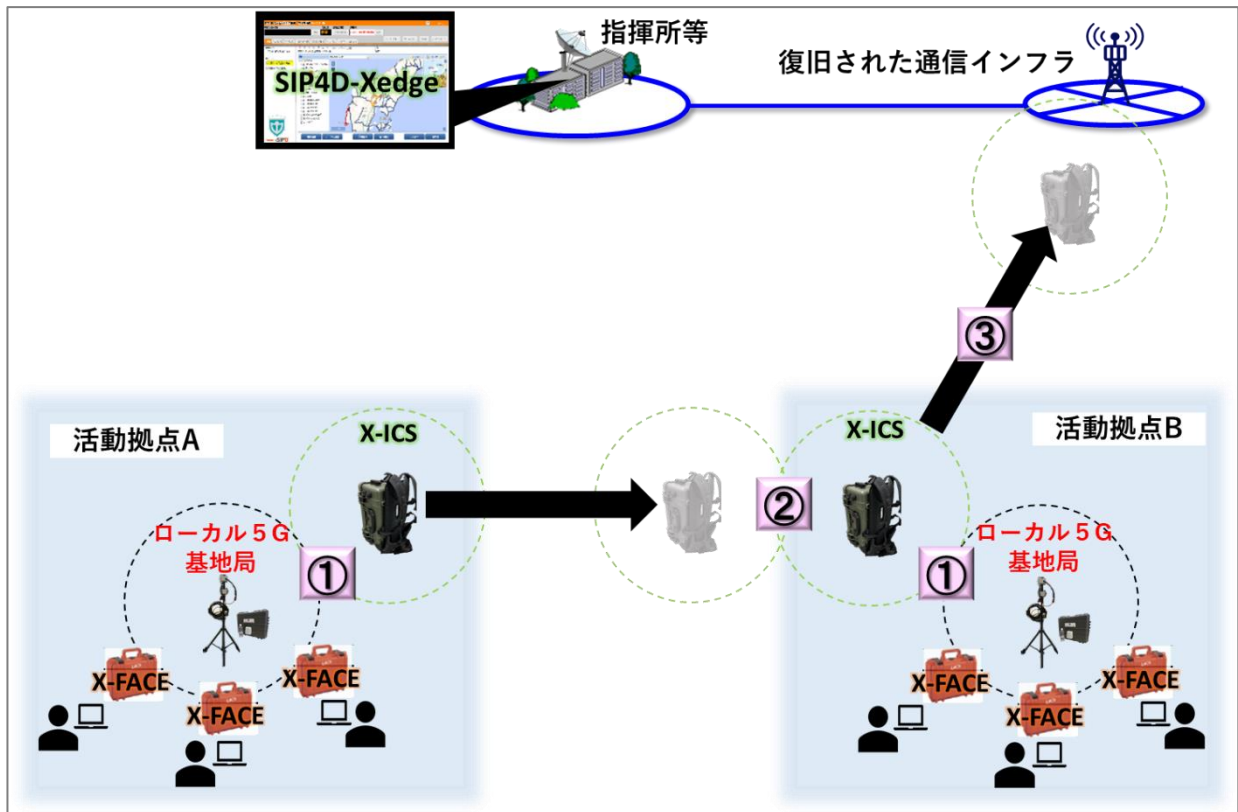 SIP4D-Xedge
指揮所等
復旧された通信インフラ
③
活動拠点A
X-ICS
ローカル５G
基地局
①
X-FACE
X-FACE
X-FACE
②
活動拠点B
X-ICS
①
ローカル５G
基地局
X-FACE
X-FACE
X-FACE